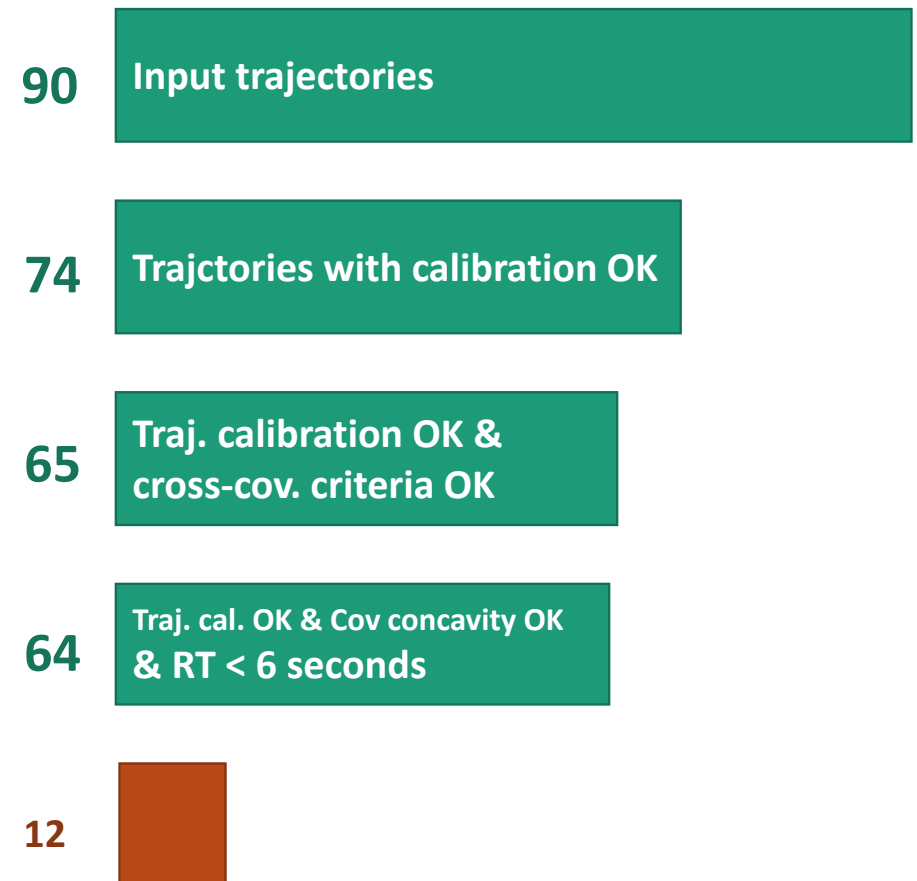 90
Input trajectories
74
Trajctories with calibration OK
65
Traj. calibration OK &
cross-cov. criteria OK
64
Traj. cal. OK & Cov concavity OK
& RT < 6 seconds
12